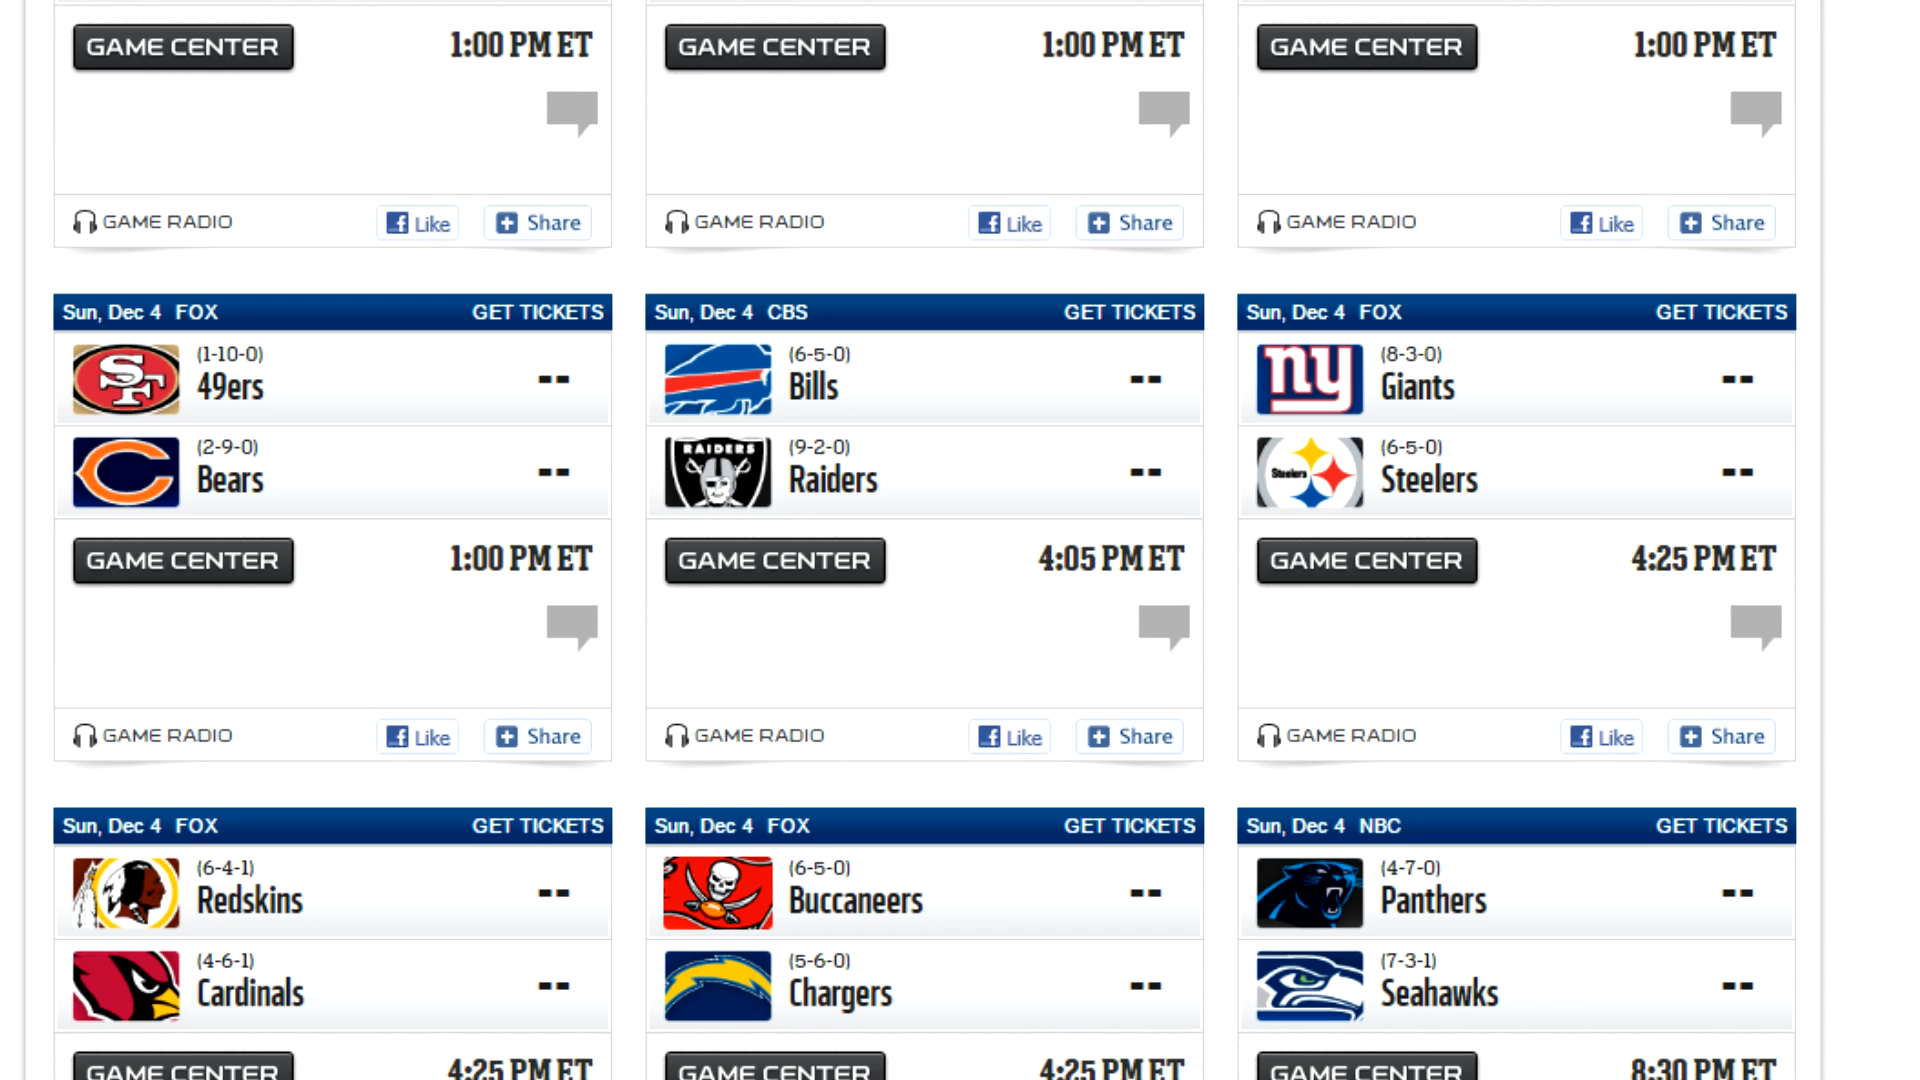 GAME CENTER 1:00 PM ET
GAME CENTER 1:00 PM ET
GAME CENTER 1:00 PM ET
GAME RADIO Like Share
GAME RADIO Like Share
GAME RADIO Like Share
Sun, Dec 4 FOX GET TICKETS
SF (1-10-0)
49ers --
(2-9-0)
Bears --
GAME CENTER 1:00 PM ET
GAME RADIO Like Share
Sun, Dec 4 CBS GET TICKETS
(6-5-0)
Bills --
RAIDERS (9-2-0)
Raiders --
GAME CENTER 4:05 PM ET
GAME RADIO Like Share
Sun, Dec 4 FOX GET TICKETS
ny (8-3-0)
Giants --
Steelers (6-5-0)
Steelers --
GAME CENTER 4:25 PM ET
GAME RADIO Like Share
Sun, Dec 4 FOX GET TICKETS
(6-4-1)
Redskins --
(4-6-1)
Cardinals --
GAME CENTER 4:25 PM ET
Sun, Dec 4 FOX GET TICKETS
(6-5-0)
Buccaneers --
(5-6-0)
Chargers --
GAME CENTER 4:25 PM ET
Sun, Dec 4 NBC GET TICKETS
(4-7-0)
Panthers --
(7-3-1)
Seahawks --
GAME CENTER 8:30 PM ET